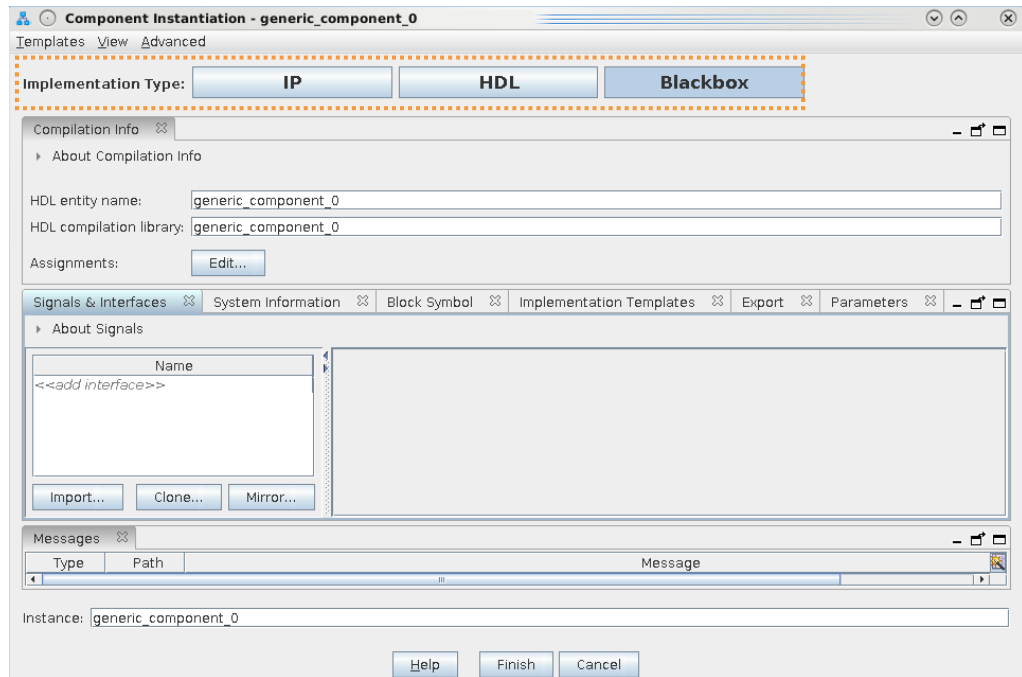 Component Instantiation - generic_component_0
Templates View Advanced
Implementation Type: IP HDL Blackbox
Compilation Info
About Compilation Info
HDL entity name: generic_component_0
HDL compilation library: generic_component_0
Assignments: Edit...
Signals & Interfaces System Information Block Symbol Implementation Templates Export Parameters
About Signals
Name
<<add interface>>
Import... Clone... Mirror...
Messages
Type Path Message
Instance: generic_component_0
Help Finish Cancel